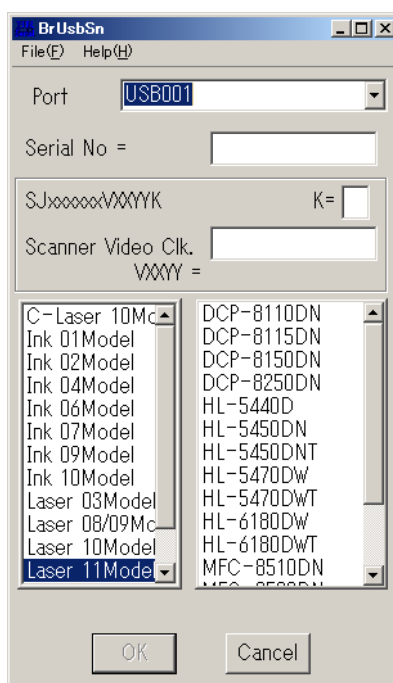 BrUsbSn
File(F) Help(H)
Port USB001
Serial No =
SJxxxxxxVXXYYK K=
Scanner Video Clk.
VXXYY =
C-Laser 10Mo
Ink 01Model
Ink 02Model
Ink 04Model
Ink 06Model
Ink 07Model
Ink 09Model
Ink 10Model
Laser 03Model
Laser 08/09Mo
Laser 10Model
Laser 11Model
DCP-8110DN
DCP-8115DN
DCP-8150DN
DCP-8250DN
HL-5440D
HL-5450DN
HL-5450DNT
HL-5470DW
HL-5470DWT
HL-6180DW
HL-6180DWT
MFC-8510DN
OK Cancel